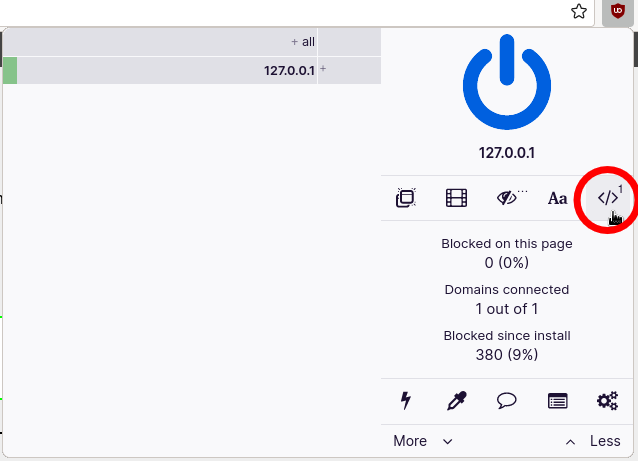 + all
127.0.0.1 +
127.0.0.1
Aa
</>
1
Blocked on this page
0 (0%)
Domains connected
1 out of 1
Blocked since install
380 (9%)
More
Less